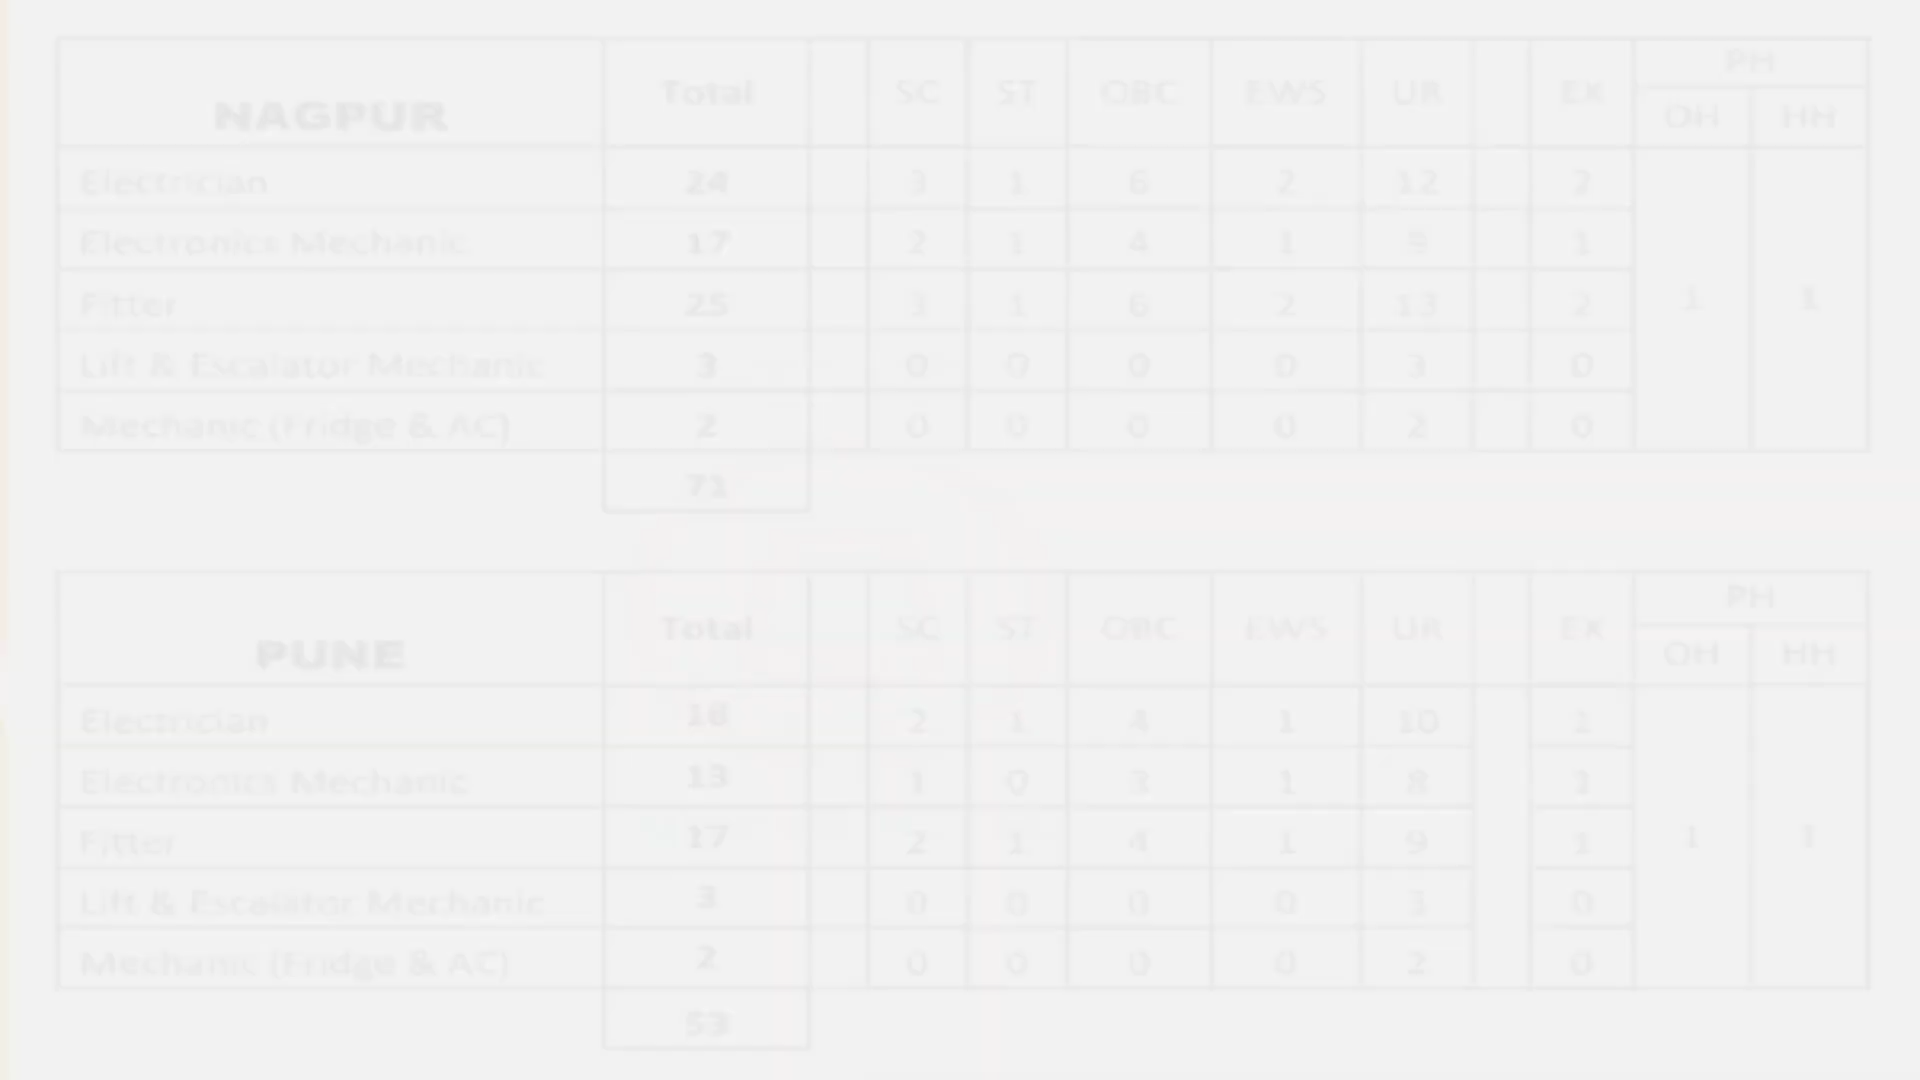 NAGPUR Total SC ST OBC EWS UR EX PH
OH HH
Electrician 24 3 1 6 2 12 2
Electronics Mechanic 17 2 1 4 1 9 1
Fitter 25 3 1 6 2 13 2 1 1
Lift & Escalator Mechanic 3 0 0 0 0 3 0
Mechanic (Fridge & AC) 2 0 0 0 0 2 0
71
PUNE Total SC ST OBC EWS UR EX PH
OH HH
Electrician 18 2 1 4 1 10
Electronics Mechanic 13 1 0 3 1 8 1
Fitter 17 2 1 4 1 9 1 1 1
Lift & Escalator Mechanic 3 0 0 0 0 3 0
Mechanic (Fridge & AC) 2 0 0 0 0 2 0
53